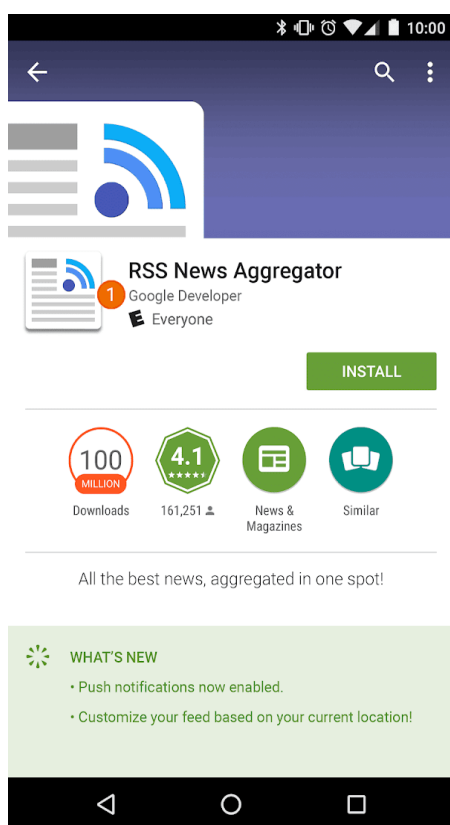 10:00
RSS News Aggregator
1
Google Developer
E Everyone
INSTALL
100
MILLION
4.1
Downloads
161,251
News &
Magazines
Similar
All the best news, aggregated in one spot!
WHAT'S NEW
• Push notifications now enabled.
• Customize your feed based on your current location!